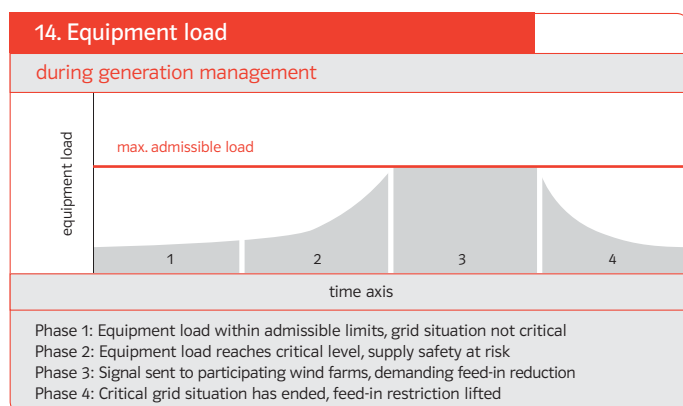 14. Equipment load
during generation management
equipment load
max. admissible load
1
2
3
4
time axis
Phase 1: Equipment load within admissible limits, grid situation not critical
Phase 2: Equipment load reaches critical level, supply safety at risk
Phase 3: Signal sent to participating wind farms, demanding feed-in reduction
Phase 4: Critical grid situation has ended, feed-in restriction lifted